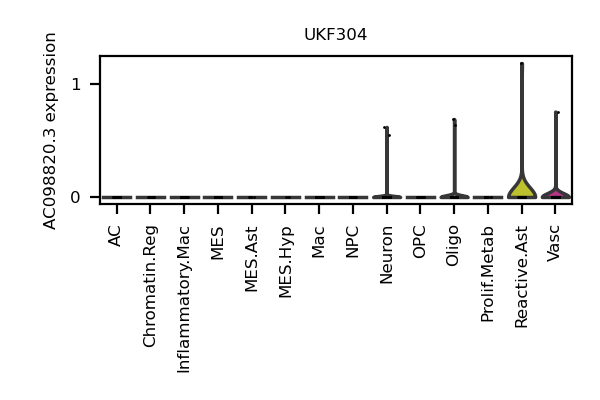 UKF304
AC098820.3 expression
1
0
AC
Chromatin.Reg
Inflammatory.Mac
MES
MES.Ast
MES.Hyp
Mac
NPC
Neuron
OPC
Oligo
Prolif.Metab
Reactive.Ast
Vasc